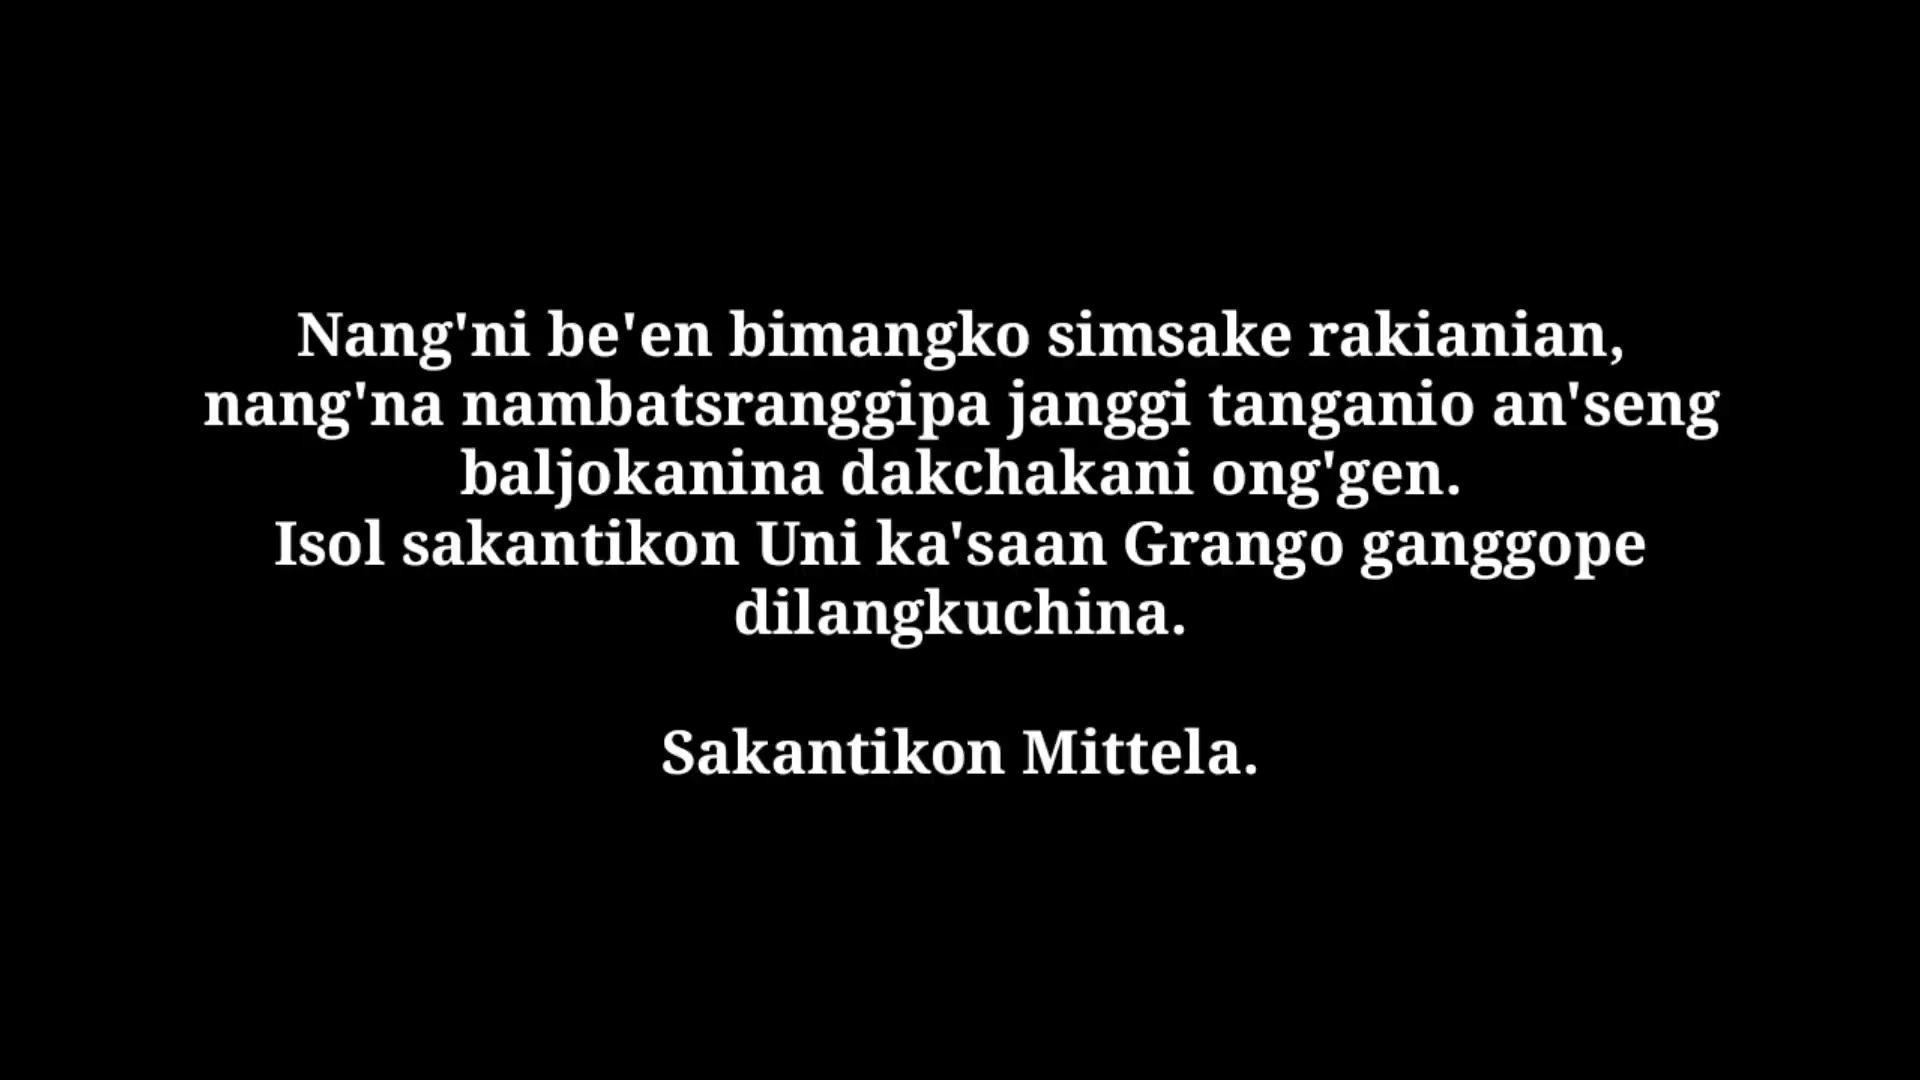 Nang'ni be'en bimangko simsake rakianian,
nang'na nambatsranggipa janggi tanganio an'seng
baljokanina dakchakani ong'gen.
Isol sakantikon Uni ka'saan Grango ganggope
dilangkuchina.
Sakantikon Mittela.